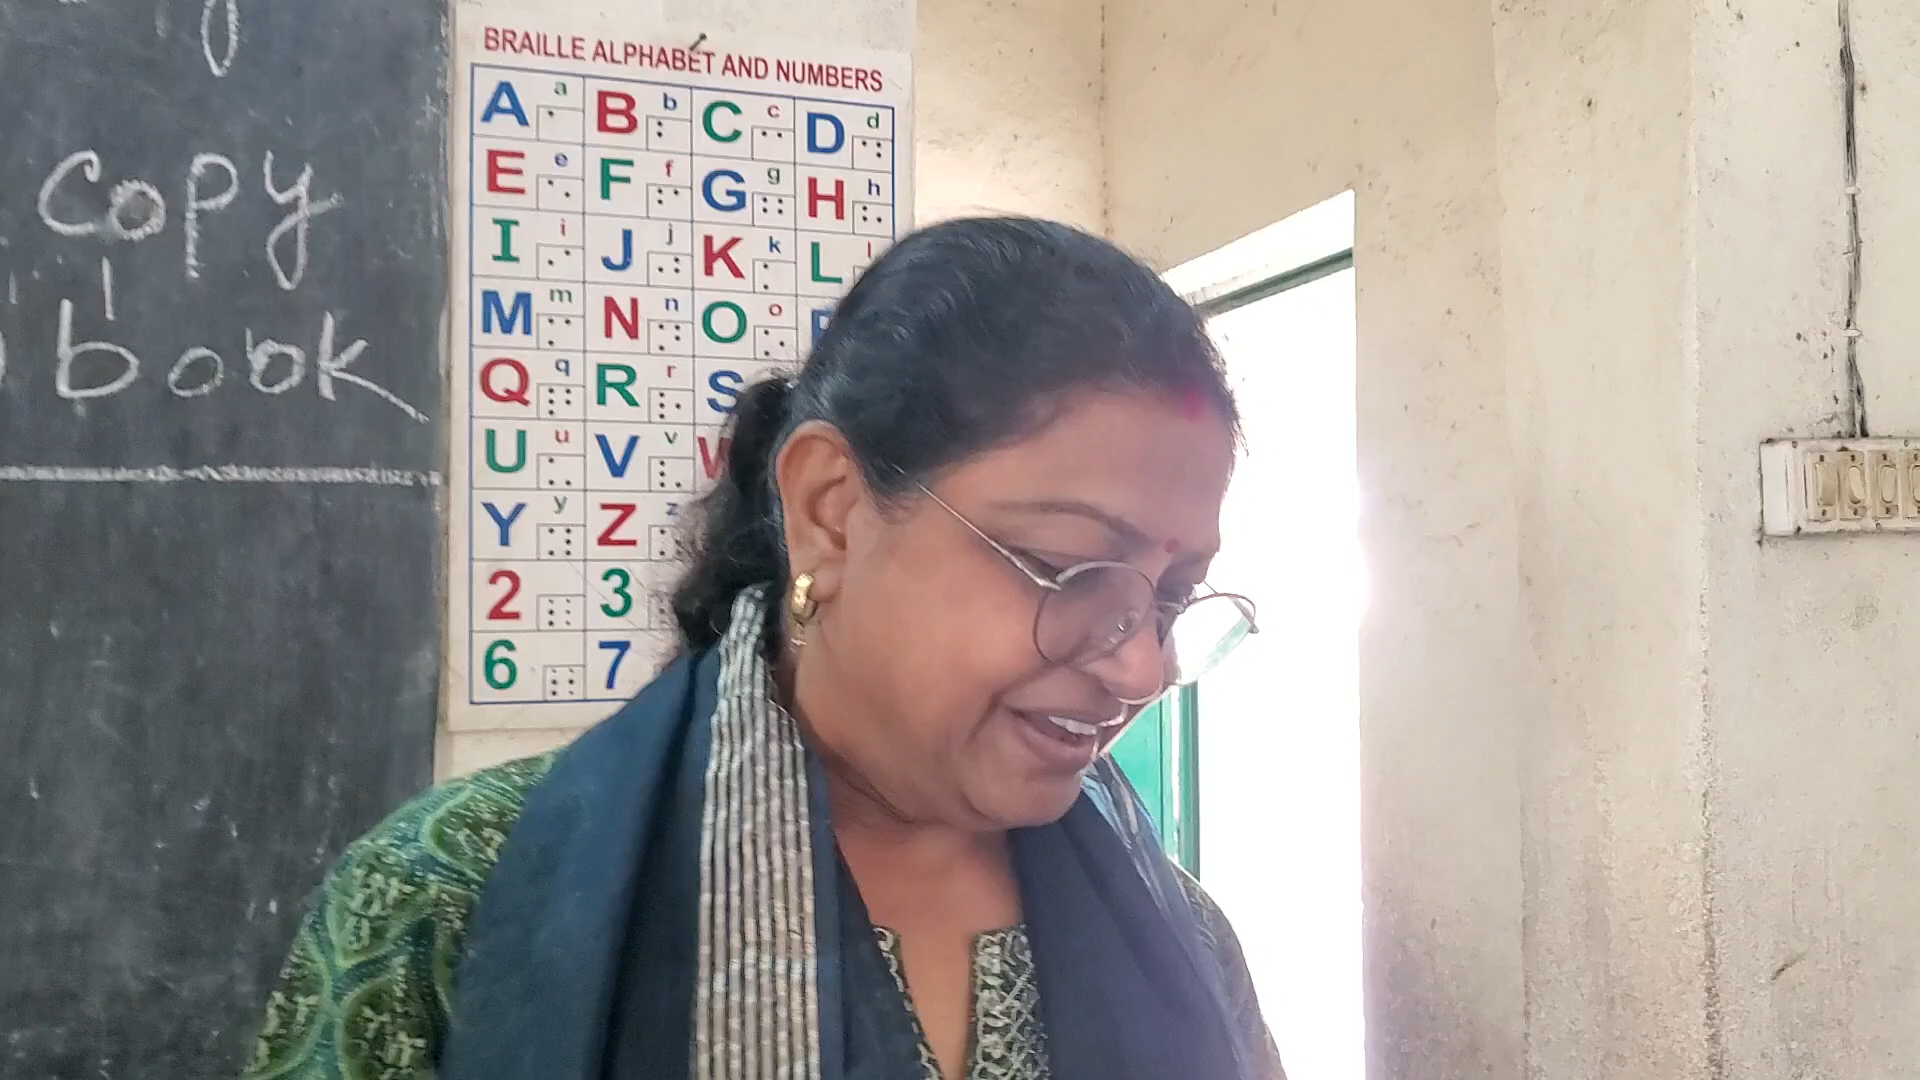 copy
book
BRAILLE ALPHABET AND NUMBERS
A a B b C c D d
E e F f G g H h
I i J j K k L l
M m N n O o
Q q R r S
U u V v W
Y y Z z
2 3
6 7